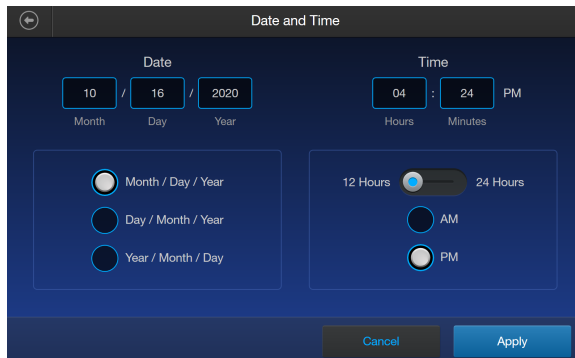 Date and Time
Date
Time
10 / 16 / 2020
04 : 24 PM
Month Day Year
Hours Minutes
Month / Day / Year
Day / Month / Year
Year / Month / Day
12 Hours 24 Hours
AM
PM
Cancel
Apply